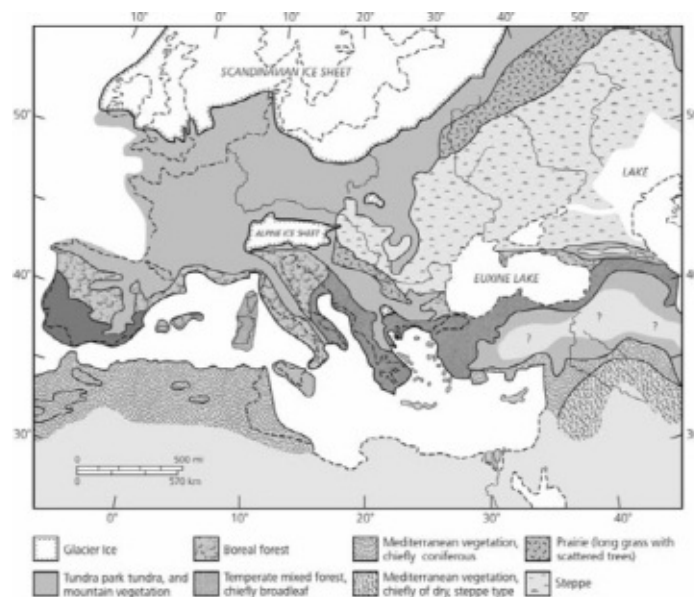 10° 0° 10° 20° 30° 40° 50°
SCANDINAVIAN ICE SHEET
50° 50°
LAKE
ALPINE ICE SHEET
40° EUXINE LAKE 40°
? ?
?
30° 30°
0 500 mi
0 570 km
0° 10° 20° 30° 40°
Glacier Ice
Boreal forest
Mediterranean vegetation,
chiefly coniferous
Prairie (long grass with
scattered trees)
Tundra park tundra, and
mountain vegetation
Temperate mixed forest,
chiefly broadleaf
Mediterranean vegetation,
chiefly of dry, steppe type
Steppe